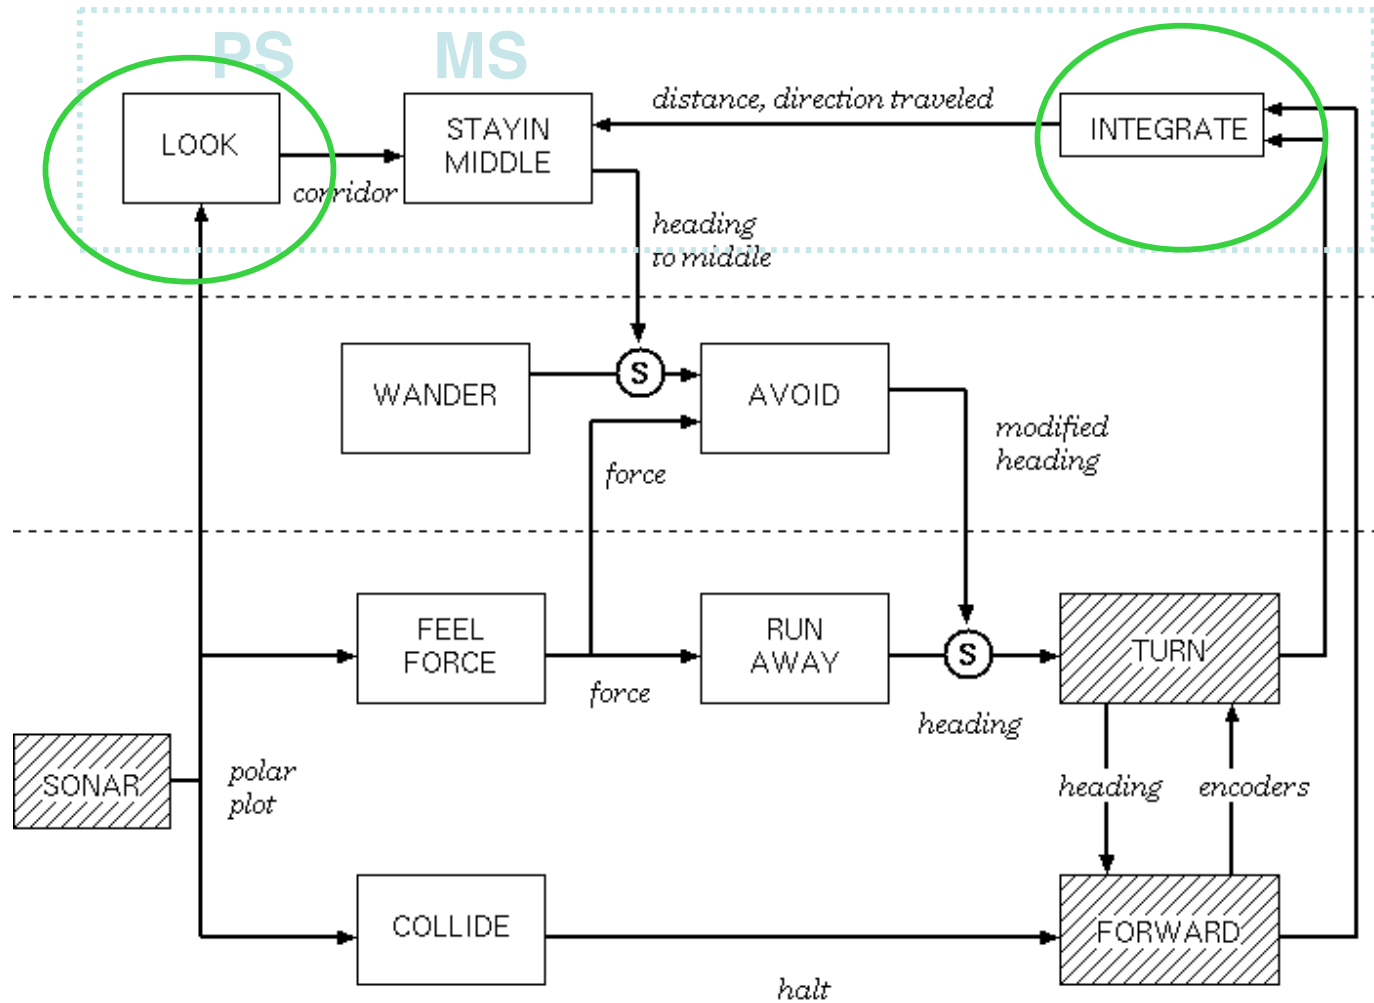 PS MS
distance, direction traveled
LOOK
STAYIN
MIDDLE
INTEGRATE
corridor
heading
to middle
WANDER
S
AVOID
modified
heading
force
FEEL
FORCE
RUN
AWAY
S
TURN
force
heading
SONAR
polar
plot
heading
encoders
COLLIDE
FORWARD
halt